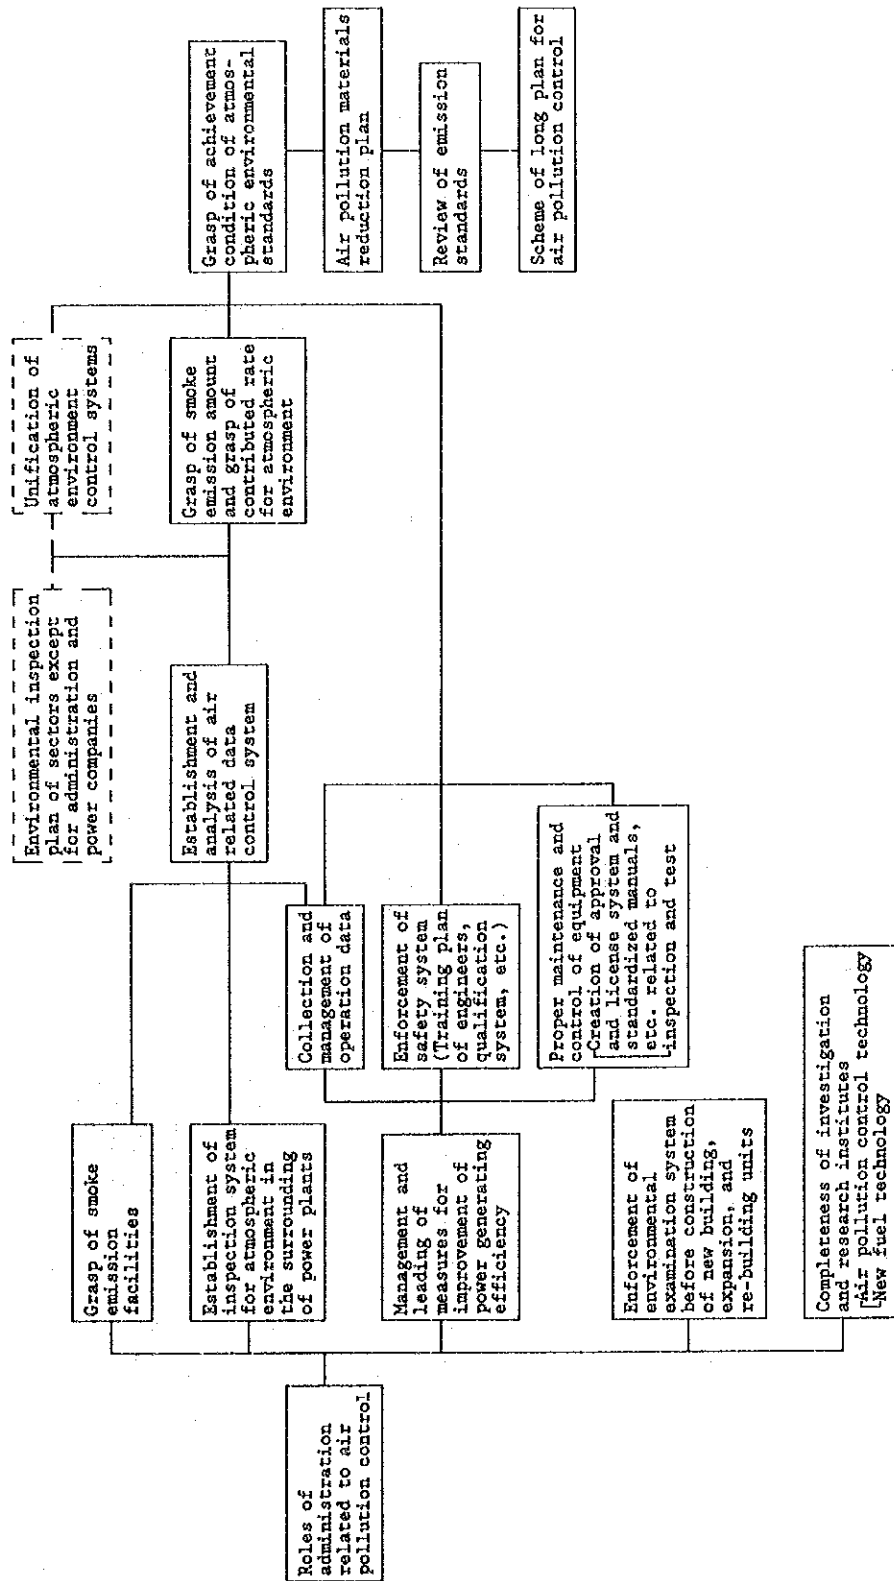 Roles of
administration
related to air
pollution control
Grasp of smoke
emission
facilities
Establishment of
inspection system
for atmospheric
environment in
the surrounding
of power plants
Management and
leading of
measures for
improvement of
power generating
efficiency
Enforcement of
environmental
examination system
before construction
of new building,
expansion, and
re-building units
Completeness of investigation
and research institutes
Air pollution control technology
New fuel technology
Collection and
management of
operation data
Enforcement of
safety system
(Training plan
of engineers,
qualification
system, etc.)
Proper maintenance and
control of equipment
Creation of approval
and license system and
standardized manuals,
etc. related to
inspection and test
Environmental inspection
plan of sectors except
for administration and
power companies
Establishment and
analysis of air
related data
control system
Unification of
atmospheric
environment
control systems
Grasp of smoke
emission amount
and grasp of
contributed rate
for atmospheric
environment
Grasp of achievement
condition of atmos-
pheric environmental
standards
Air pollution materials
reduction plan
Review of emission
standards
Scheme of long plan for
air pollution control